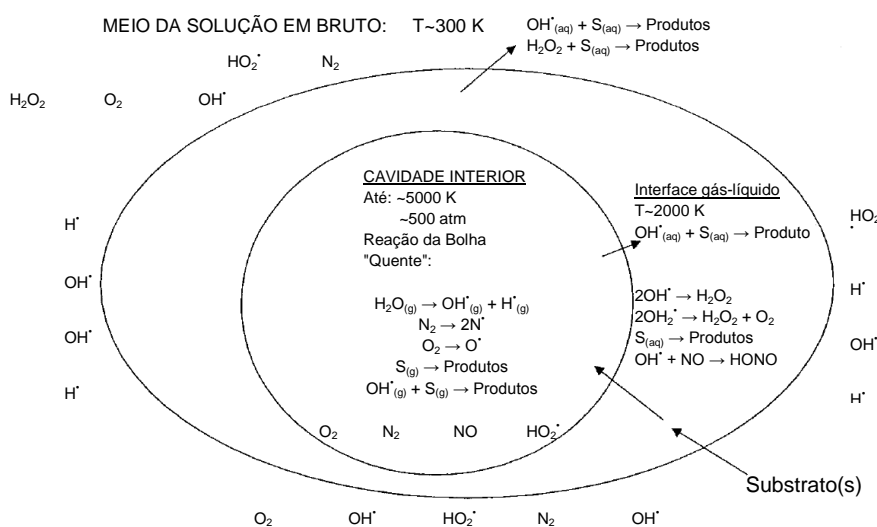 MEIO DA SOLUÇÃO EM BRUTO: T~300 K
OH˙(aq) + S(aq) → Produtos
H₂O₂ + S(aq) → Produtos
HO₂˙ N₂
H₂O₂ O₂ OH˙
CAVIDADE INTERIOR
Até: ~5000 K
~500 atm
Reação da Bolha
"Quente":
H₂O(g) → OH˙(g) + H˙(g)
N₂ → 2N˙
O₂ → O˙
S(g) → Produtos
OH˙(g) + S(g) → Produtos
O₂ N₂ NO HO₂˙
Interface gás-líquido
T~2000 K
OH˙(aq) + S(aq) → Produto
2OH˙ → H₂O₂
2OH₂˙ → H₂O₂ + O₂
S(aq) → Produtos
OH˙ + NO → HONO
H˙
OH˙
OH˙
H˙
HO₂
˙
H˙
OH˙
H˙
Substrato(s)
O₂ OH˙ HO₂˙ N₂ OH˙